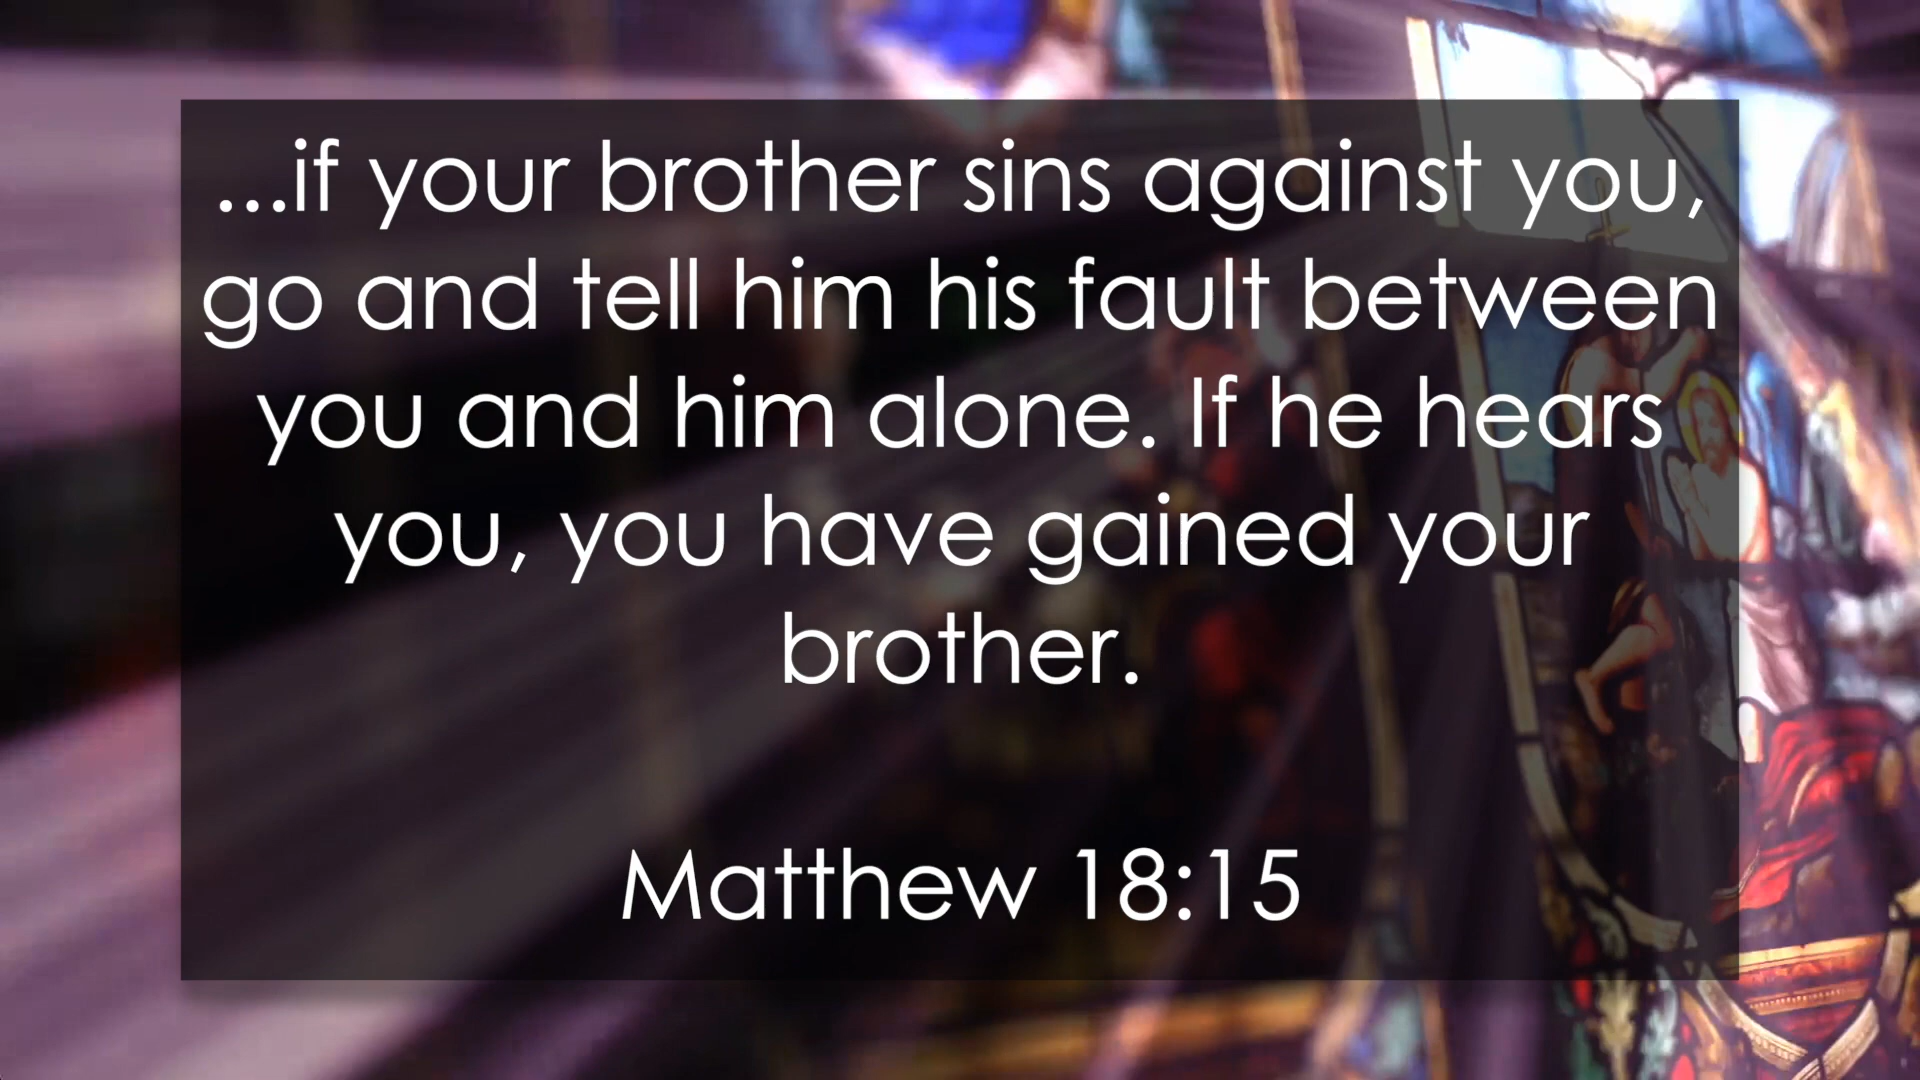 ...if your brother sins against you,
go and tell him his fault between
you and him alone. If he hears
you, you have gained your
brother.
Matthew 18:15